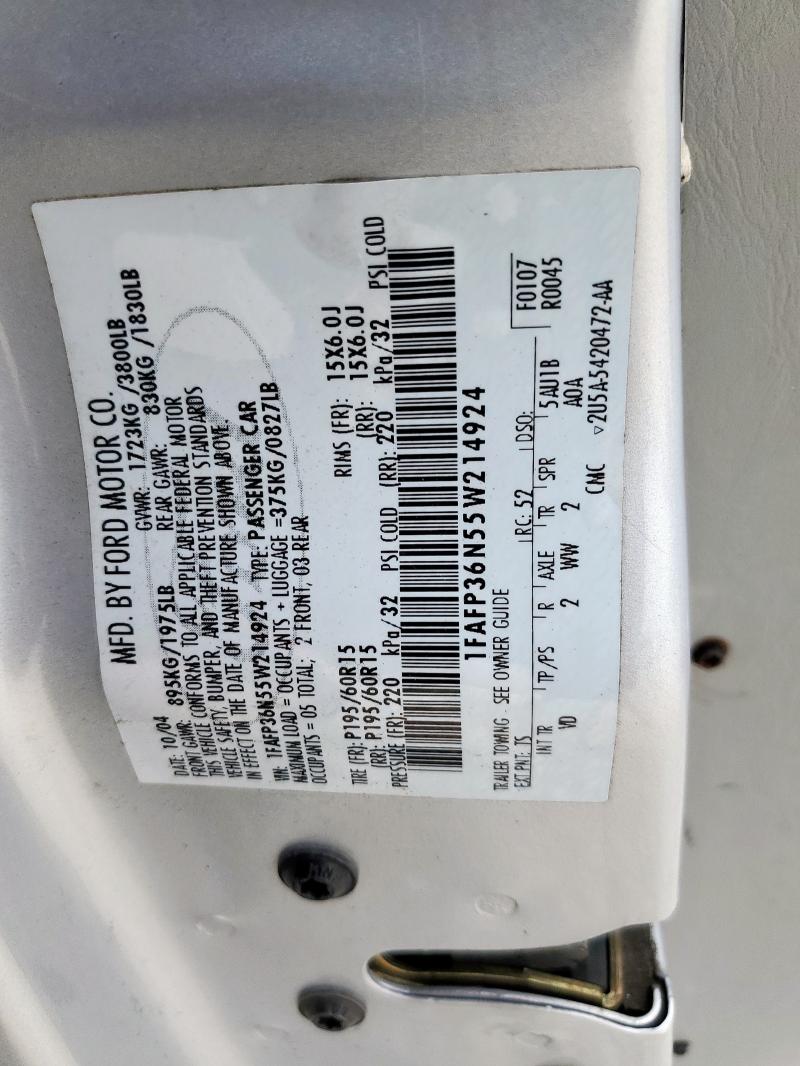 MFD. BY FORD MOTOR CO.
DATE: 10/04 GVWR: 1723KG /3800LB
FRONT GAWR: 895KG/1975LB REAR GAWR: 830KG /1830LB
THIS VEHICLE CONFORMS TO ALL APPLICABLE FEDERAL MOTOR
VEHICLE SAFETY, BUMPER, AND THEFT PREVENTION STANDARDS
IN EFFECT ON THE DATE OF MANUFACTURE SHOWN ABOVE.
VIN: 1FAFP36N55W214924 TYPE: PASSENGER CAR
MAXIMUM LOAD = OCCUPANTS + LUGGAGE =375KG/0827LB
OCCUPANTS = 05 TOTAL; 2 FRONT, 03 REAR
TIRE (FR): P195/60R15 RIMS (FR): 15X6.0J
(RR): P195/60R15 (RR): 15X6.0J
PRESSURE (FR): 220 kPa/32 PSI COLD (RR): 220 kPa/32 PSI COLD
1FAFP36N55W214924
TRAILER TOWING - SEE OWNER GUIDE
F0107
EXT PNT: TS RC: 52 DSO: R0045
INT TR TP/PS R AXLE TR SPR 5AU1B
VD 2 WW 2 A0A
CMC ▽2U5A-5420472-AA